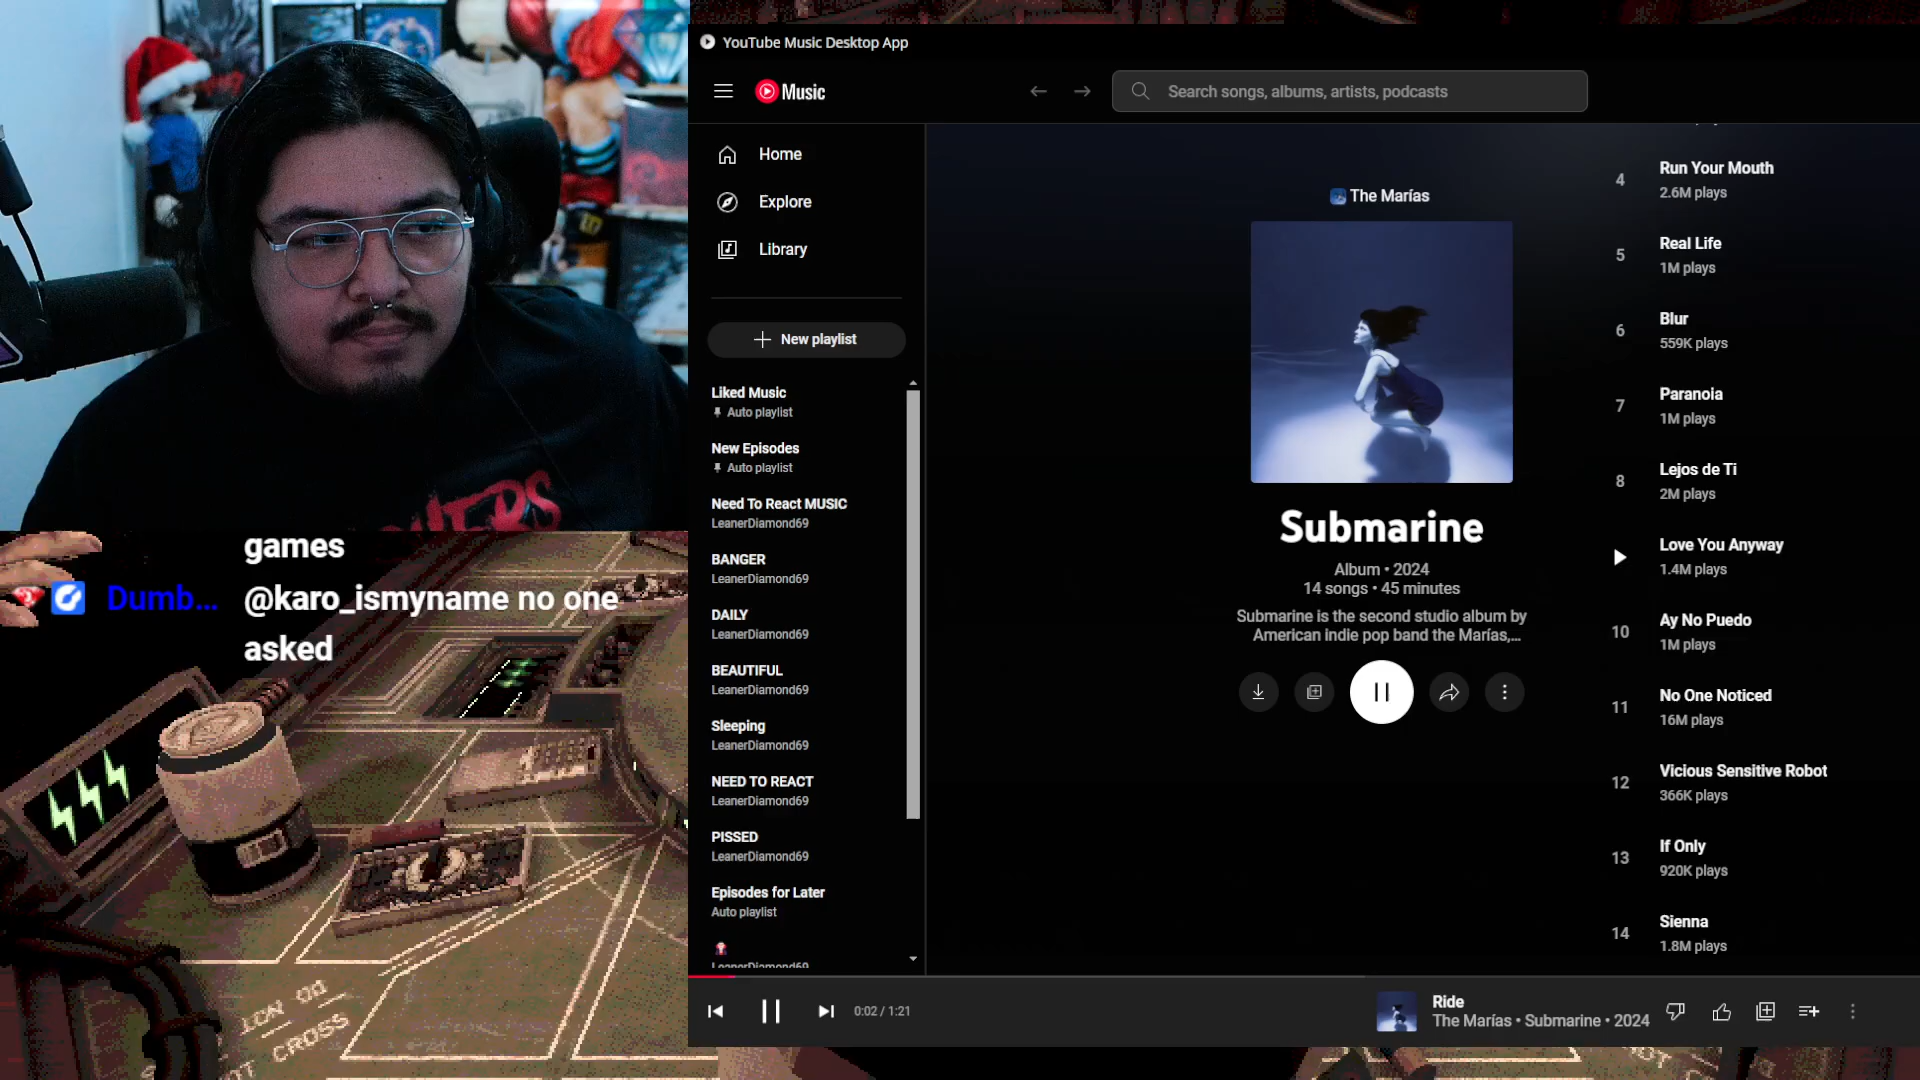 YouTube Music Desktop App
Music
Search songs, albums, artists, podcasts
Home
Explore
Library
New playlist
Liked Music
Auto playlist
New Episodes
Auto playlist
Need To React MUSIC
LeanerDiamond69
BANGER
LeanerDiamond69
DAILY
LeanerDiamond69
BEAUTIFUL
LeanerDiamond69
Sleeping
LeanerDiamond69
NEED TO REACT
LeanerDiamond69
PISSED
LeanerDiamond69
Episodes for Later
Auto playlist
LeanerDiamond69
The Marías
Submarine
Album • 2024
14 songs • 45 minutes
Submarine is the second studio album by
American indie pop band the Marías,...
4 Run Your Mouth
2.6M plays
5 Real Life
1M plays
6 Blur
559K plays
7 Paranoia
1M plays
8 Lejos de Ti
2M plays
Love You Anyway
1.4M plays
10 Ay No Puedo
1M plays
11 No One Noticed
16M plays
12 Vicious Sensitive Robot
366K plays
13 If Only
920K plays
14 Sienna
1.8M plays
0:02 / 1:21
Ride
The Marías • Submarine • 2024
games
Dumb... @karo_ismyname no one
asked
CROSS